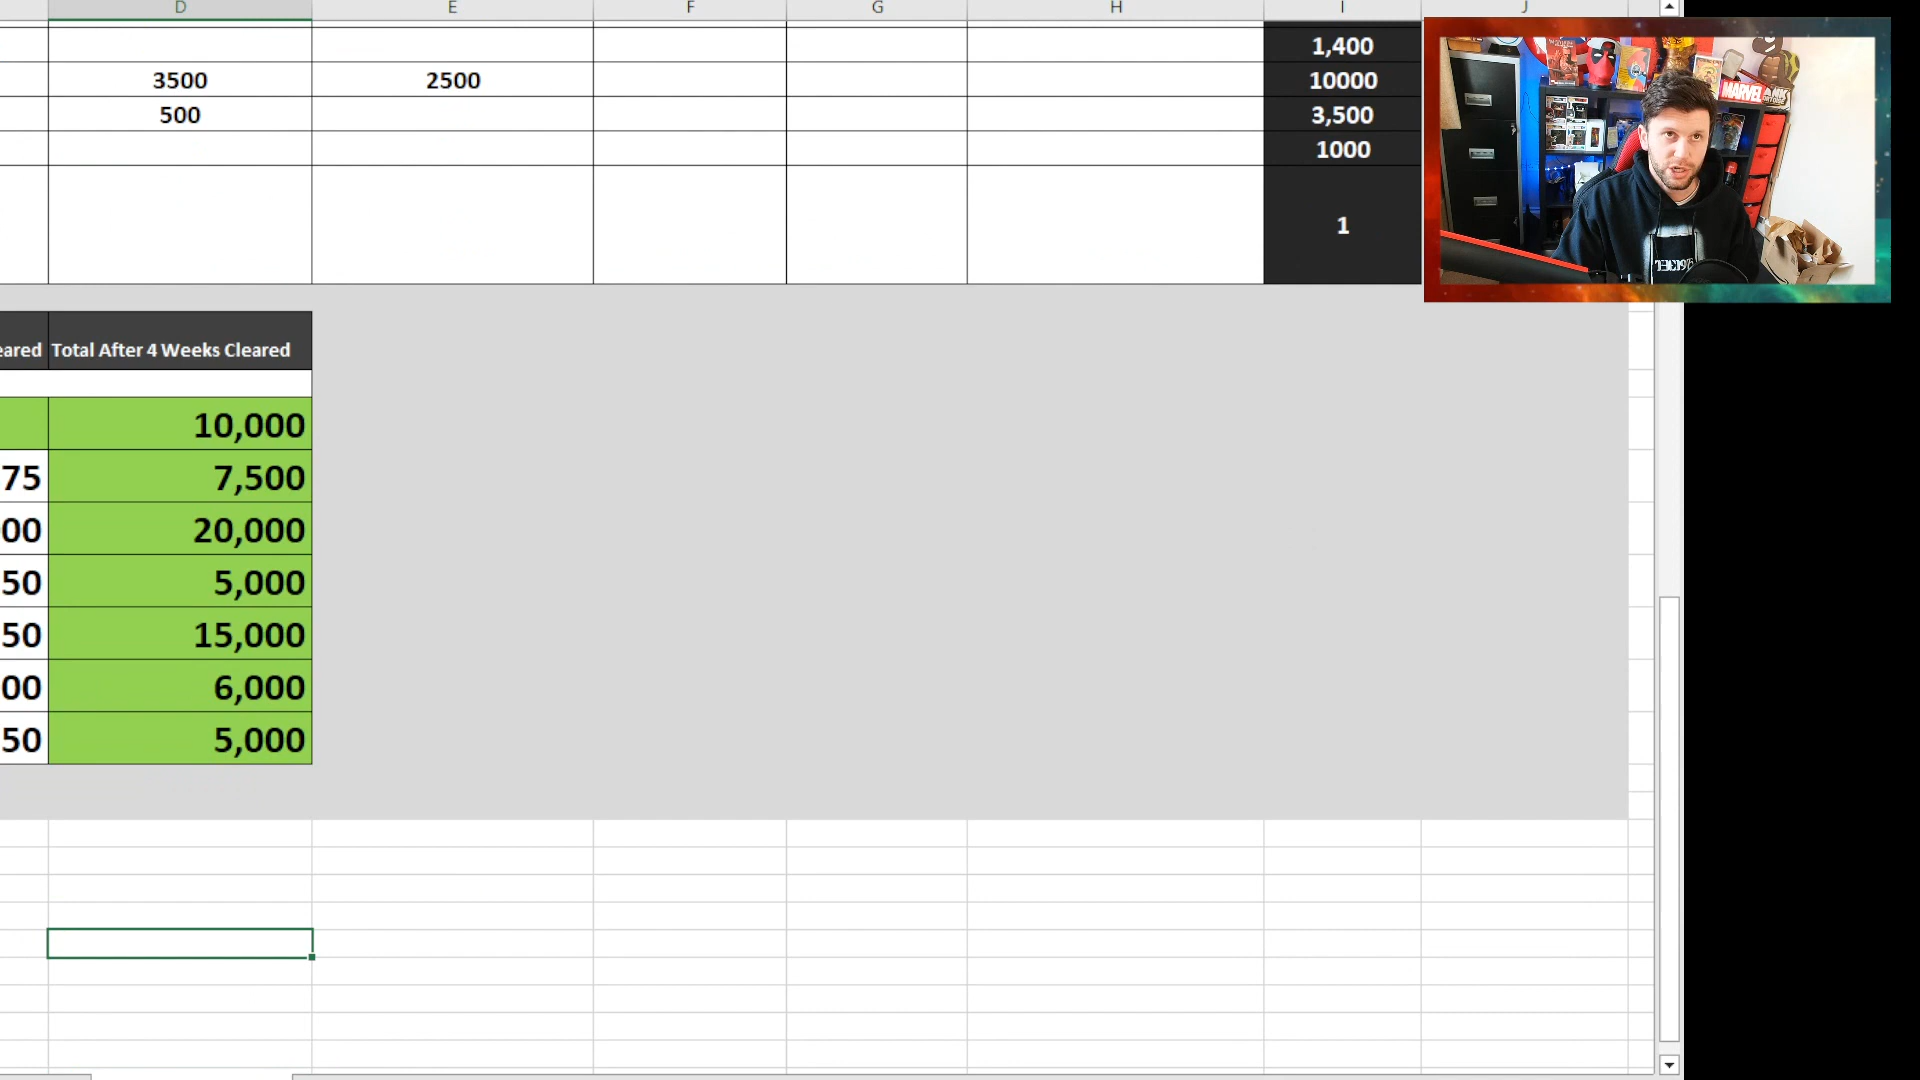 D E F G H I J
1,400
3500 2500 10000
500 3,500
1000
1
MARVEL
eared Total After 4 Weeks Cleared
10,000
75 7,500
00 20,000
50 5,000
50 15,000
00 6,000
50 5,000